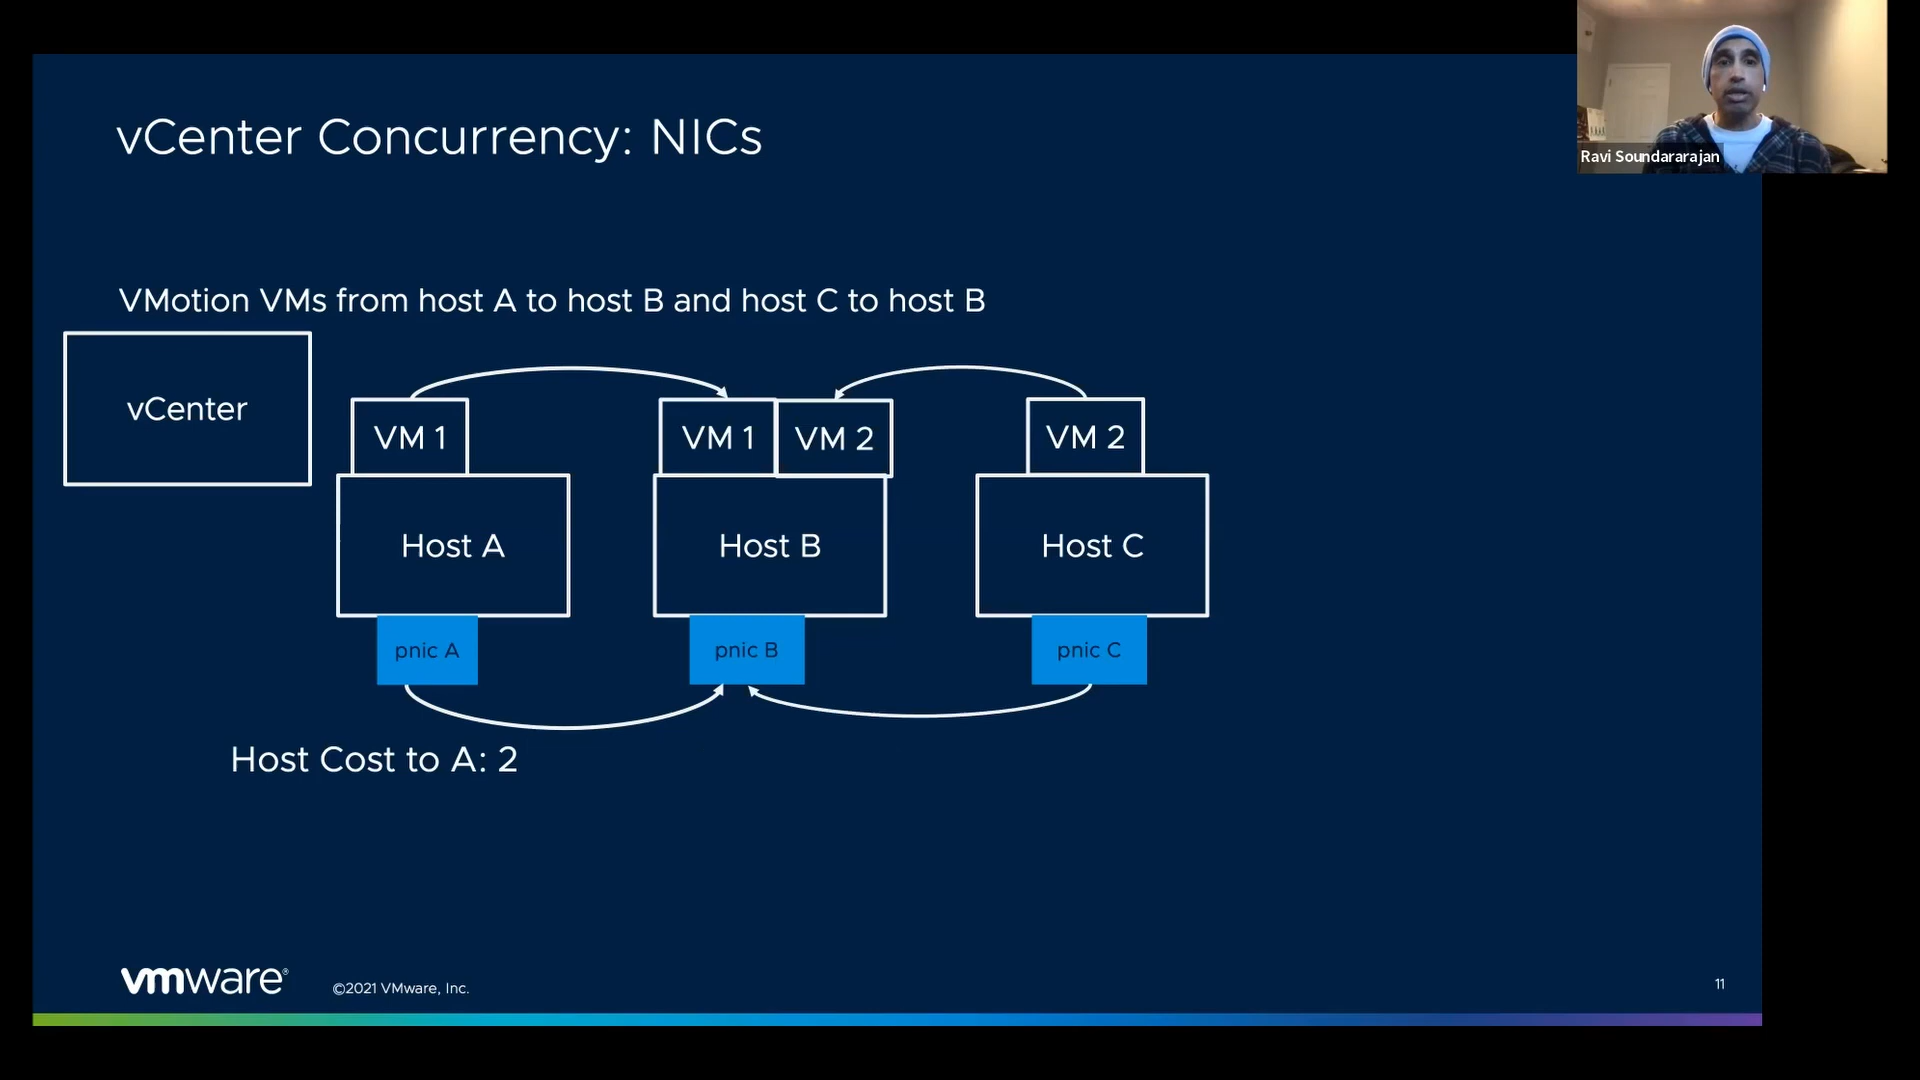 vCenter Concurrency: NICs
Ravi Soundararajan
VMotion VMs from host A to host B and host C to host B
vCenter
VM 1
VM 1
VM 2
VM 2
Host A
Host B
Host C
pnic A
pnic B
pnic C
Host Cost to A: 2
vmware®
©2021 VMware, Inc.
11